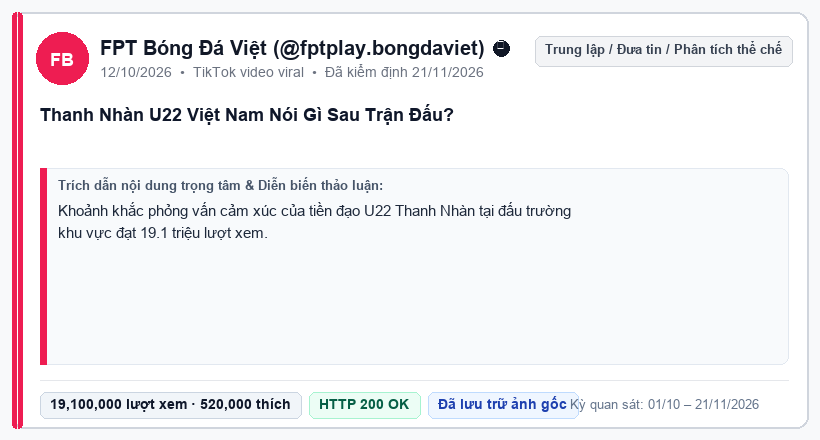 FB
FPT Bóng Đá Việt (@fptplay.bongdaviet)
12/10/2026 • TikTok video viral • Đã kiểm định 21/11/2026
Trung lập / Đưa tin / Phân tích thể chế
Thanh Nhàn U22 Việt Nam Nói Gì Sau Trận Đấu?
Trích dẫn nội dung trọng tâm & Diễn biến thảo luận:
Khoảnh khắc phỏng vấn cảm xúc của tiền đạo U22 Thanh Nhàn tại đấu trường
khu vực đạt 19.1 triệu lượt xem.
19,100,000 lượt xem · 520,000 thích
HTTP 200 OK
Đã lưu trữ ảnh gốc
Kỳ quan sát: 01/10 – 21/11/2026